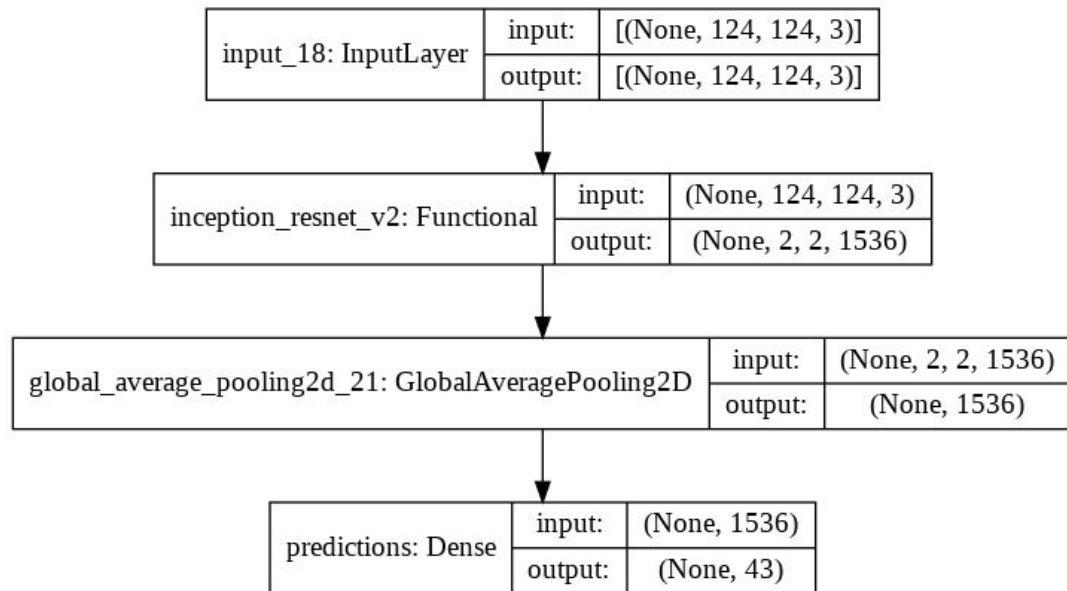 input_18: InputLayer
input:
[(None, 124, 124, 3)]
output:
[(None, 124, 124, 3)]
inception_resnet_v2: Functional
input:
(None, 124, 124, 3)
output:
(None, 2, 2, 1536)
global_average_pooling2d_21: GlobalAveragePooling2D
input:
(None, 2, 2, 1536)
output:
(None, 1536)
predictions: Dense
input:
(None, 1536)
output:
(None, 43)